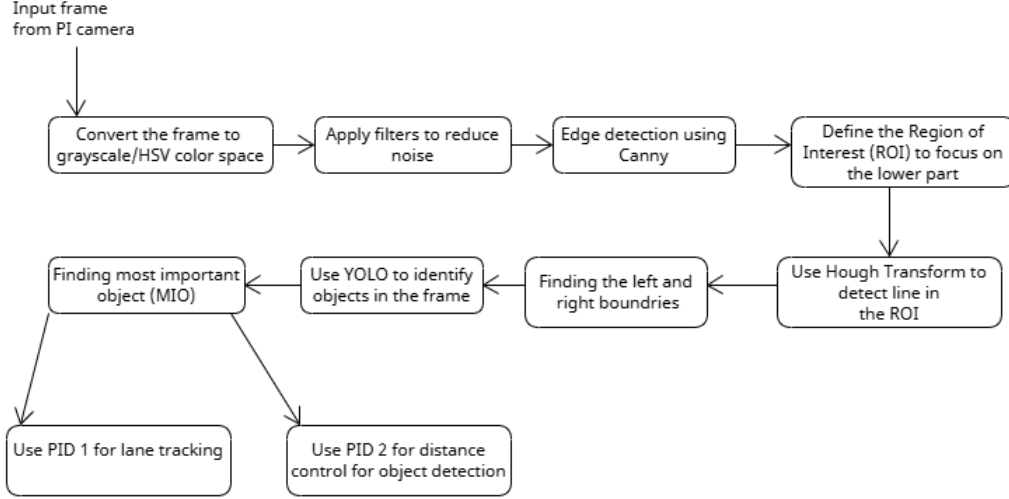 Input frame
from PI camera
Convert the frame to
grayscale/HSV color space
Apply filters to reduce
noise
Edge detection using
Canny
Define the Region of
Interest (ROI) to focus on
the lower part
Use Hough Transform to
detect line in
the ROI
Finding the left and
right boundries
Use YOLO to identify
objects in the frame
Finding most important
object (MIO)
Use PID 1 for lane tracking
Use PID 2 for distance
control for object detection